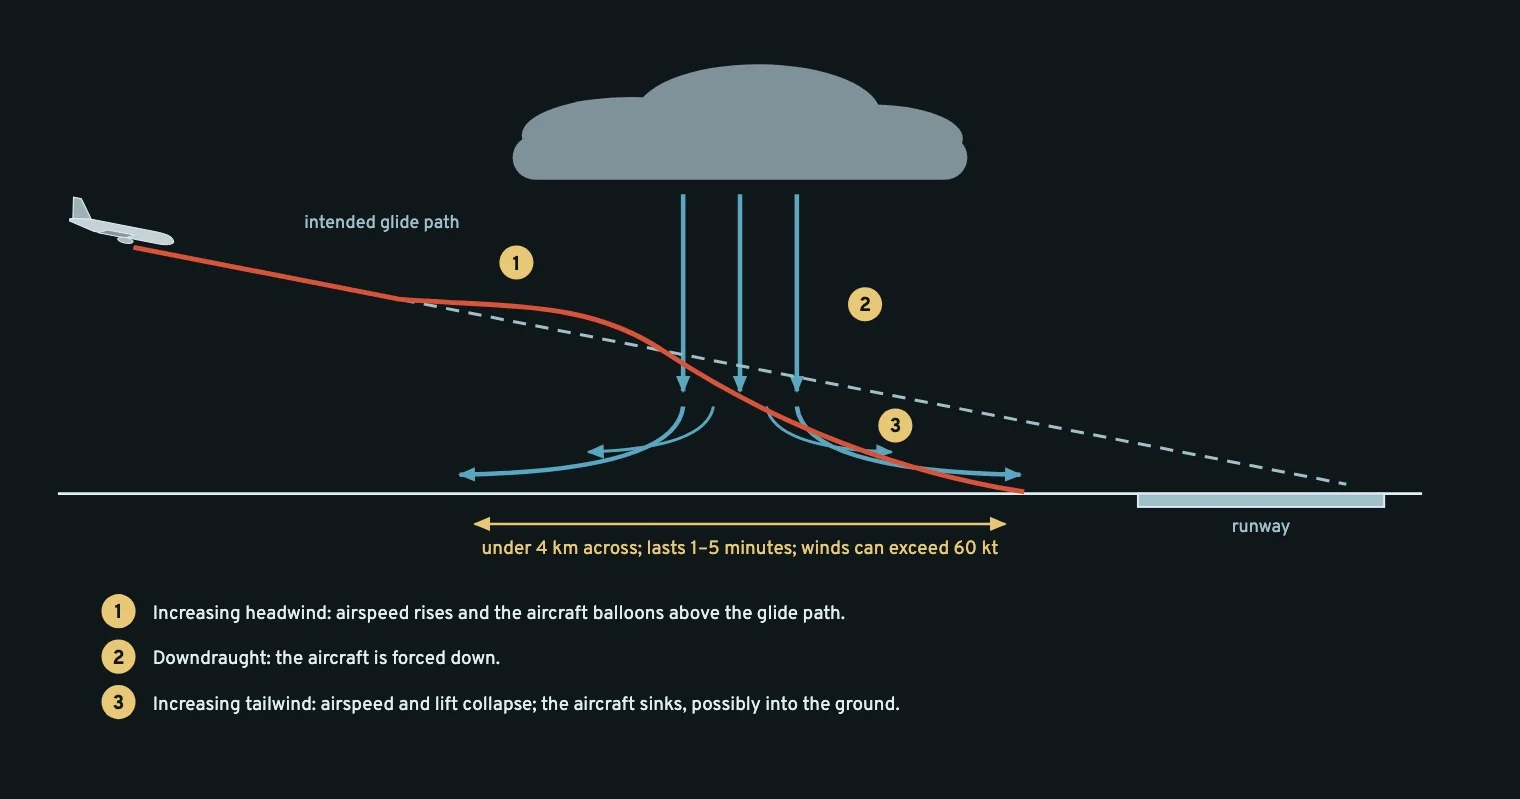 intended glide path
1
2
3
under 4 km across; lasts 1–5 minutes; winds can exceed 60 kt
runway
1 Increasing headwind: airspeed rises and the aircraft balloons above the glide path.
2 Downdraught: the aircraft is forced down.
3 Increasing tailwind: airspeed and lift collapse; the aircraft sinks, possibly into the ground.